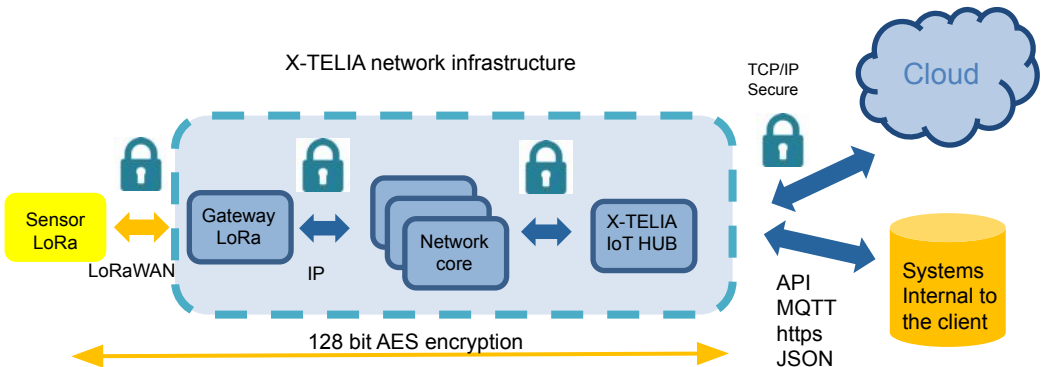 X-TELIA network infrastructure
TCP/IP
Secure
Cloud
Sensor
LoRa
LoRaWAN
Gateway
LoRa
IP
Network
core
X-TELIA
IoT HUB
API
MQTT
https
JSON
Systems
Internal to
the client
128 bit AES encryption